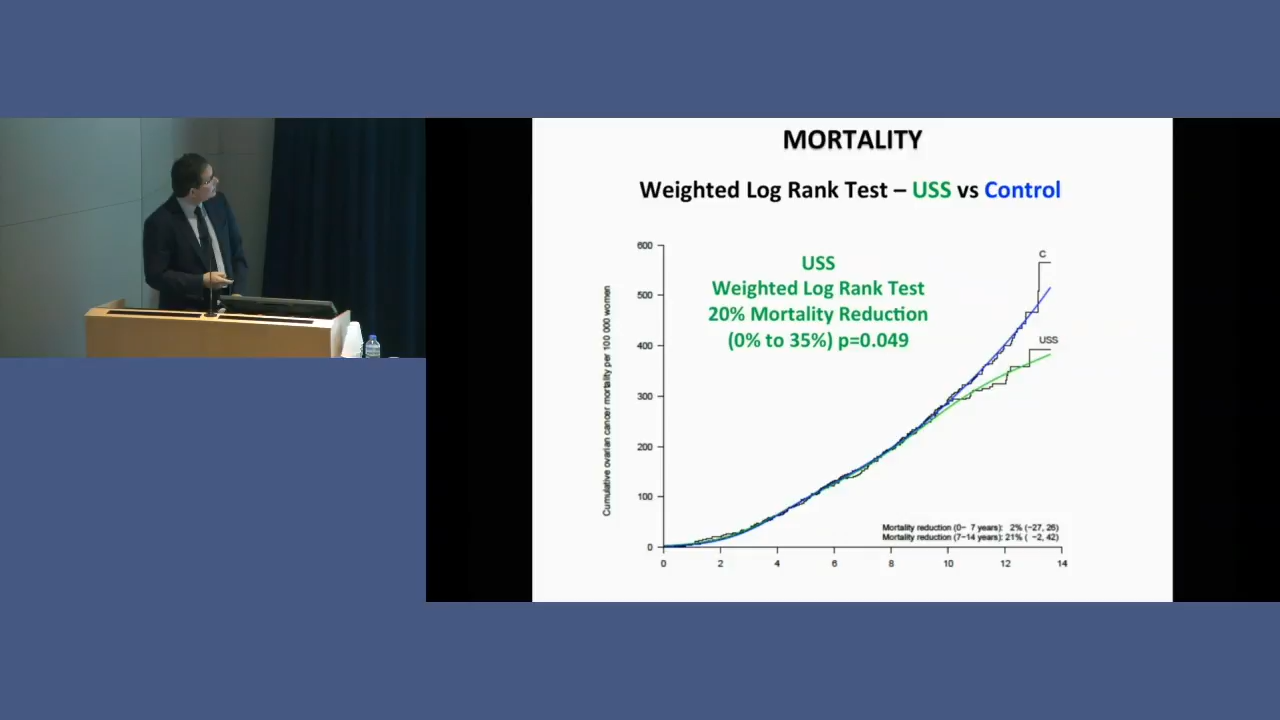 MORTALITY
Weighted Log Rank Test – USS vs Control
USS
Weighted Log Rank Test
20% Mortality Reduction
(0% to 35%) p=0.049
Cumulative ovarian cancer mortality per 100 000 women
600
500
400
300
200
100
0
C
USS
Mortality reduction (0− 7 years): 2% (−27, 26)
Mortality reduction (7−14 years): 21% ( −2, 42)
0 2 4 6 8 10 12 14